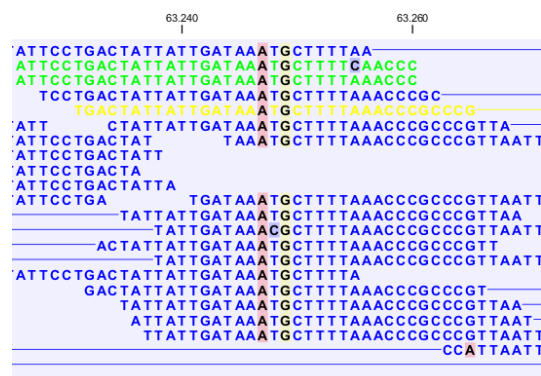 63.240 63.260
ATTCCTGACTATTATTGATAAATGCTTTTAA
ATTCCTGACTATTATTGATAAATGCTTTTCAACCC
ATTCCTGACTATTATTGATAAATGCTTTTAAACCC
TCCTGACTATTATTGATAAATGCTTTTAAACCCGC
TGACTATTATTGATAAATGCTTTTAAACCCGCCCG
ATT CTATTATTGATAAATGCTTTTAAACCCGCCCGTTA
ATTCCTGACTAT TAAATGCTTTTAAACCCGCCCGTTAATT
ATTCCTGACTATT
ATTCCTGACTA
ATTCCTGACTATTA
ATTCCTGA TGATAAATGCTTTTAAACCCGCCCGTTAATT
TATTATTGATAAATGCTTTTAAACCCGCCCGTTAA
TATTGATAAACGCTTTTAAACCCGCCCGTTAATT
ACTATTATTGATAAATGCTTTTAAACCCGCCCGTT
TATTGATAAATGCTTTTAAACCCGCCCGTTAATT
ATTCCTGACTATTATTGATAAATGCTTTTA
GACTATTATTGATAAATGCTTTTAAACCCGCCCGT
TATTATTGATAAATGCTTTTAAACCCGCCCGTTAA
ATTATTGATAAATGCTTTTAAACCCGCCCGTTAAT
TTATTGATAAATGCTTTTAAACCCGCCCGTTAATT
CCATTAATT